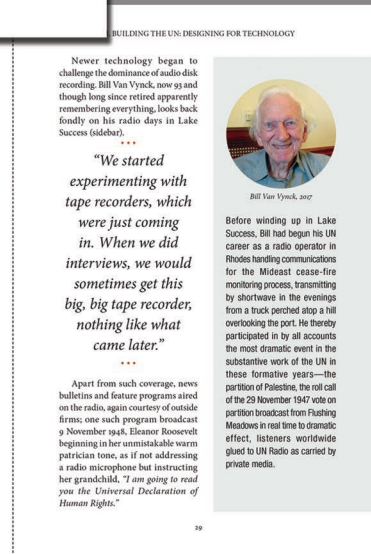 BUILDING THE UN: DESIGNING FOR TECHNOLOGY
Newer technology began to
challenge the dominance of audio disk
recording. Bill Van Vynck, now 93 and
though long since retired apparently
remembering everything, looks back
fondly on his radio days in Lake
Success (sidebar).
“We started
experimenting with
tape recorders, which
were just coming
in. When we did
interviews, we would
sometimes get this
big, big tape recorder,
nothing like what
came later.”
Apart from such coverage, news
bulletins and feature programs aired
on the radio, again courtesy of outside
firms; one such program broadcast
9 November 1948, Eleanor Roosevelt
beginning in her unmistakable warm
patrician tone, as if not addressing
a radio microphone but instructing
her grandchild, “I am going to read
you the Universal Declaration of
Human Rights.”
Bill Van Vynck, 2017
Before winding up in Lake
Success, Bill had begun his UN
career as a radio operator in
Rhodes handling communications
for the Mideast cease-fire
monitoring process, transmitting
by shortwave in the evenings
from a truck perched atop a hill
overlooking the port. He thereby
participated in by all accounts
the most dramatic event in the
substantive work of the UN in
these formative years—the
partition of Palestine, the roll call
of the 29 November 1947 vote on
partition broadcast from Flushing
Meadows in real time to dramatic
effect, listeners worldwide
glued to UN Radio as carried by
private media.
29